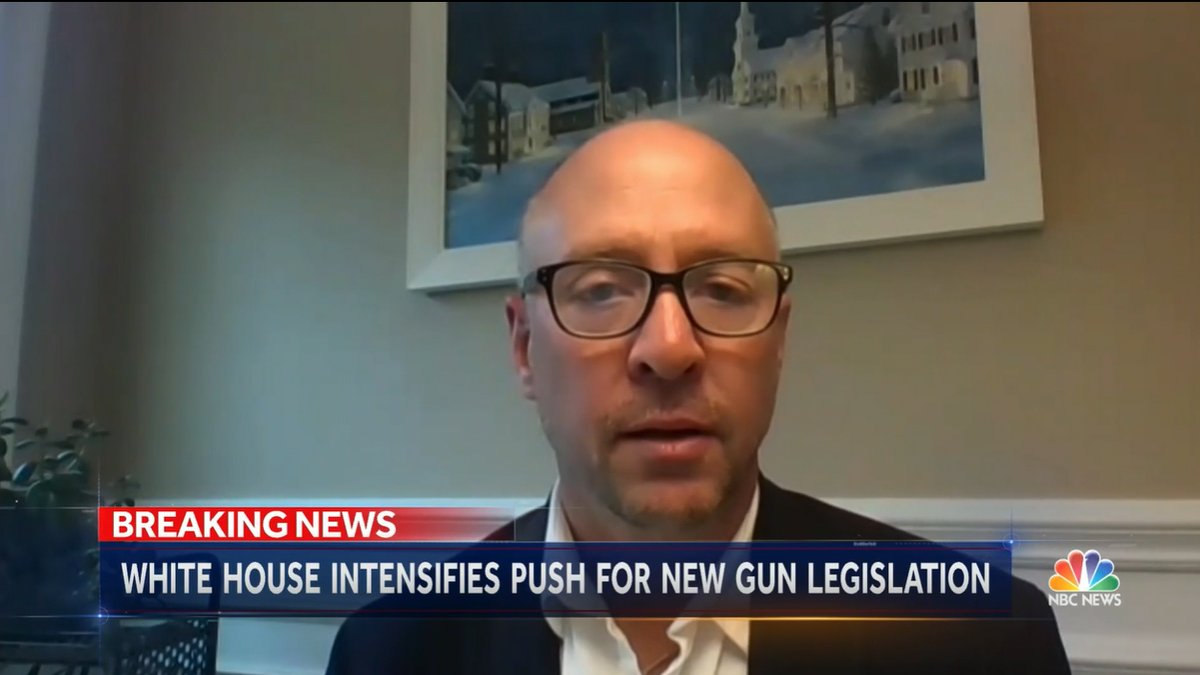 BREAKING NEWS
WHITE HOUSE INTENSIFIES PUSH FOR NEW GUN LEGISLATION
NBC NEWS